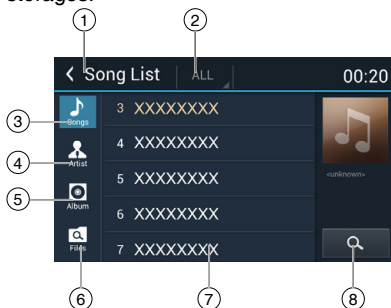 storages.
1
2
Song List
ALL
00:20
3
Songs
3 XXXXXXXX
4
Artist
4 XXXXXXXX
5
Album
5 XXXXXXXX
<unknown>
6 XXXXXXXX
Files
7 XXXXXXXX
6
7
8